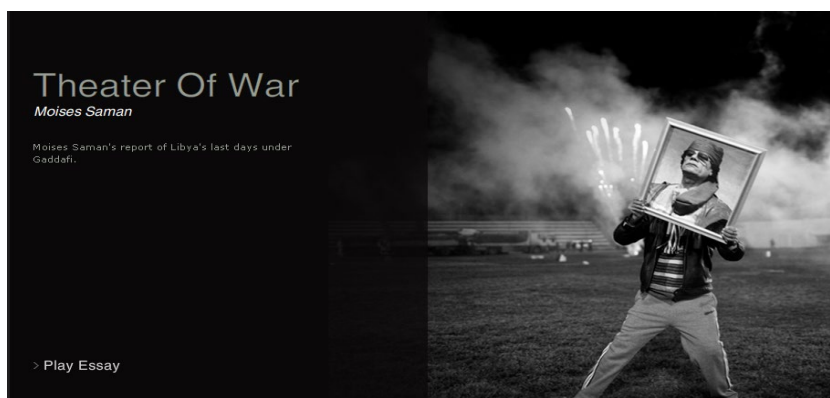 Theater Of War
Moises Saman
Moises Saman's report of Libya's last days under
Gaddafi.
> Play Essay